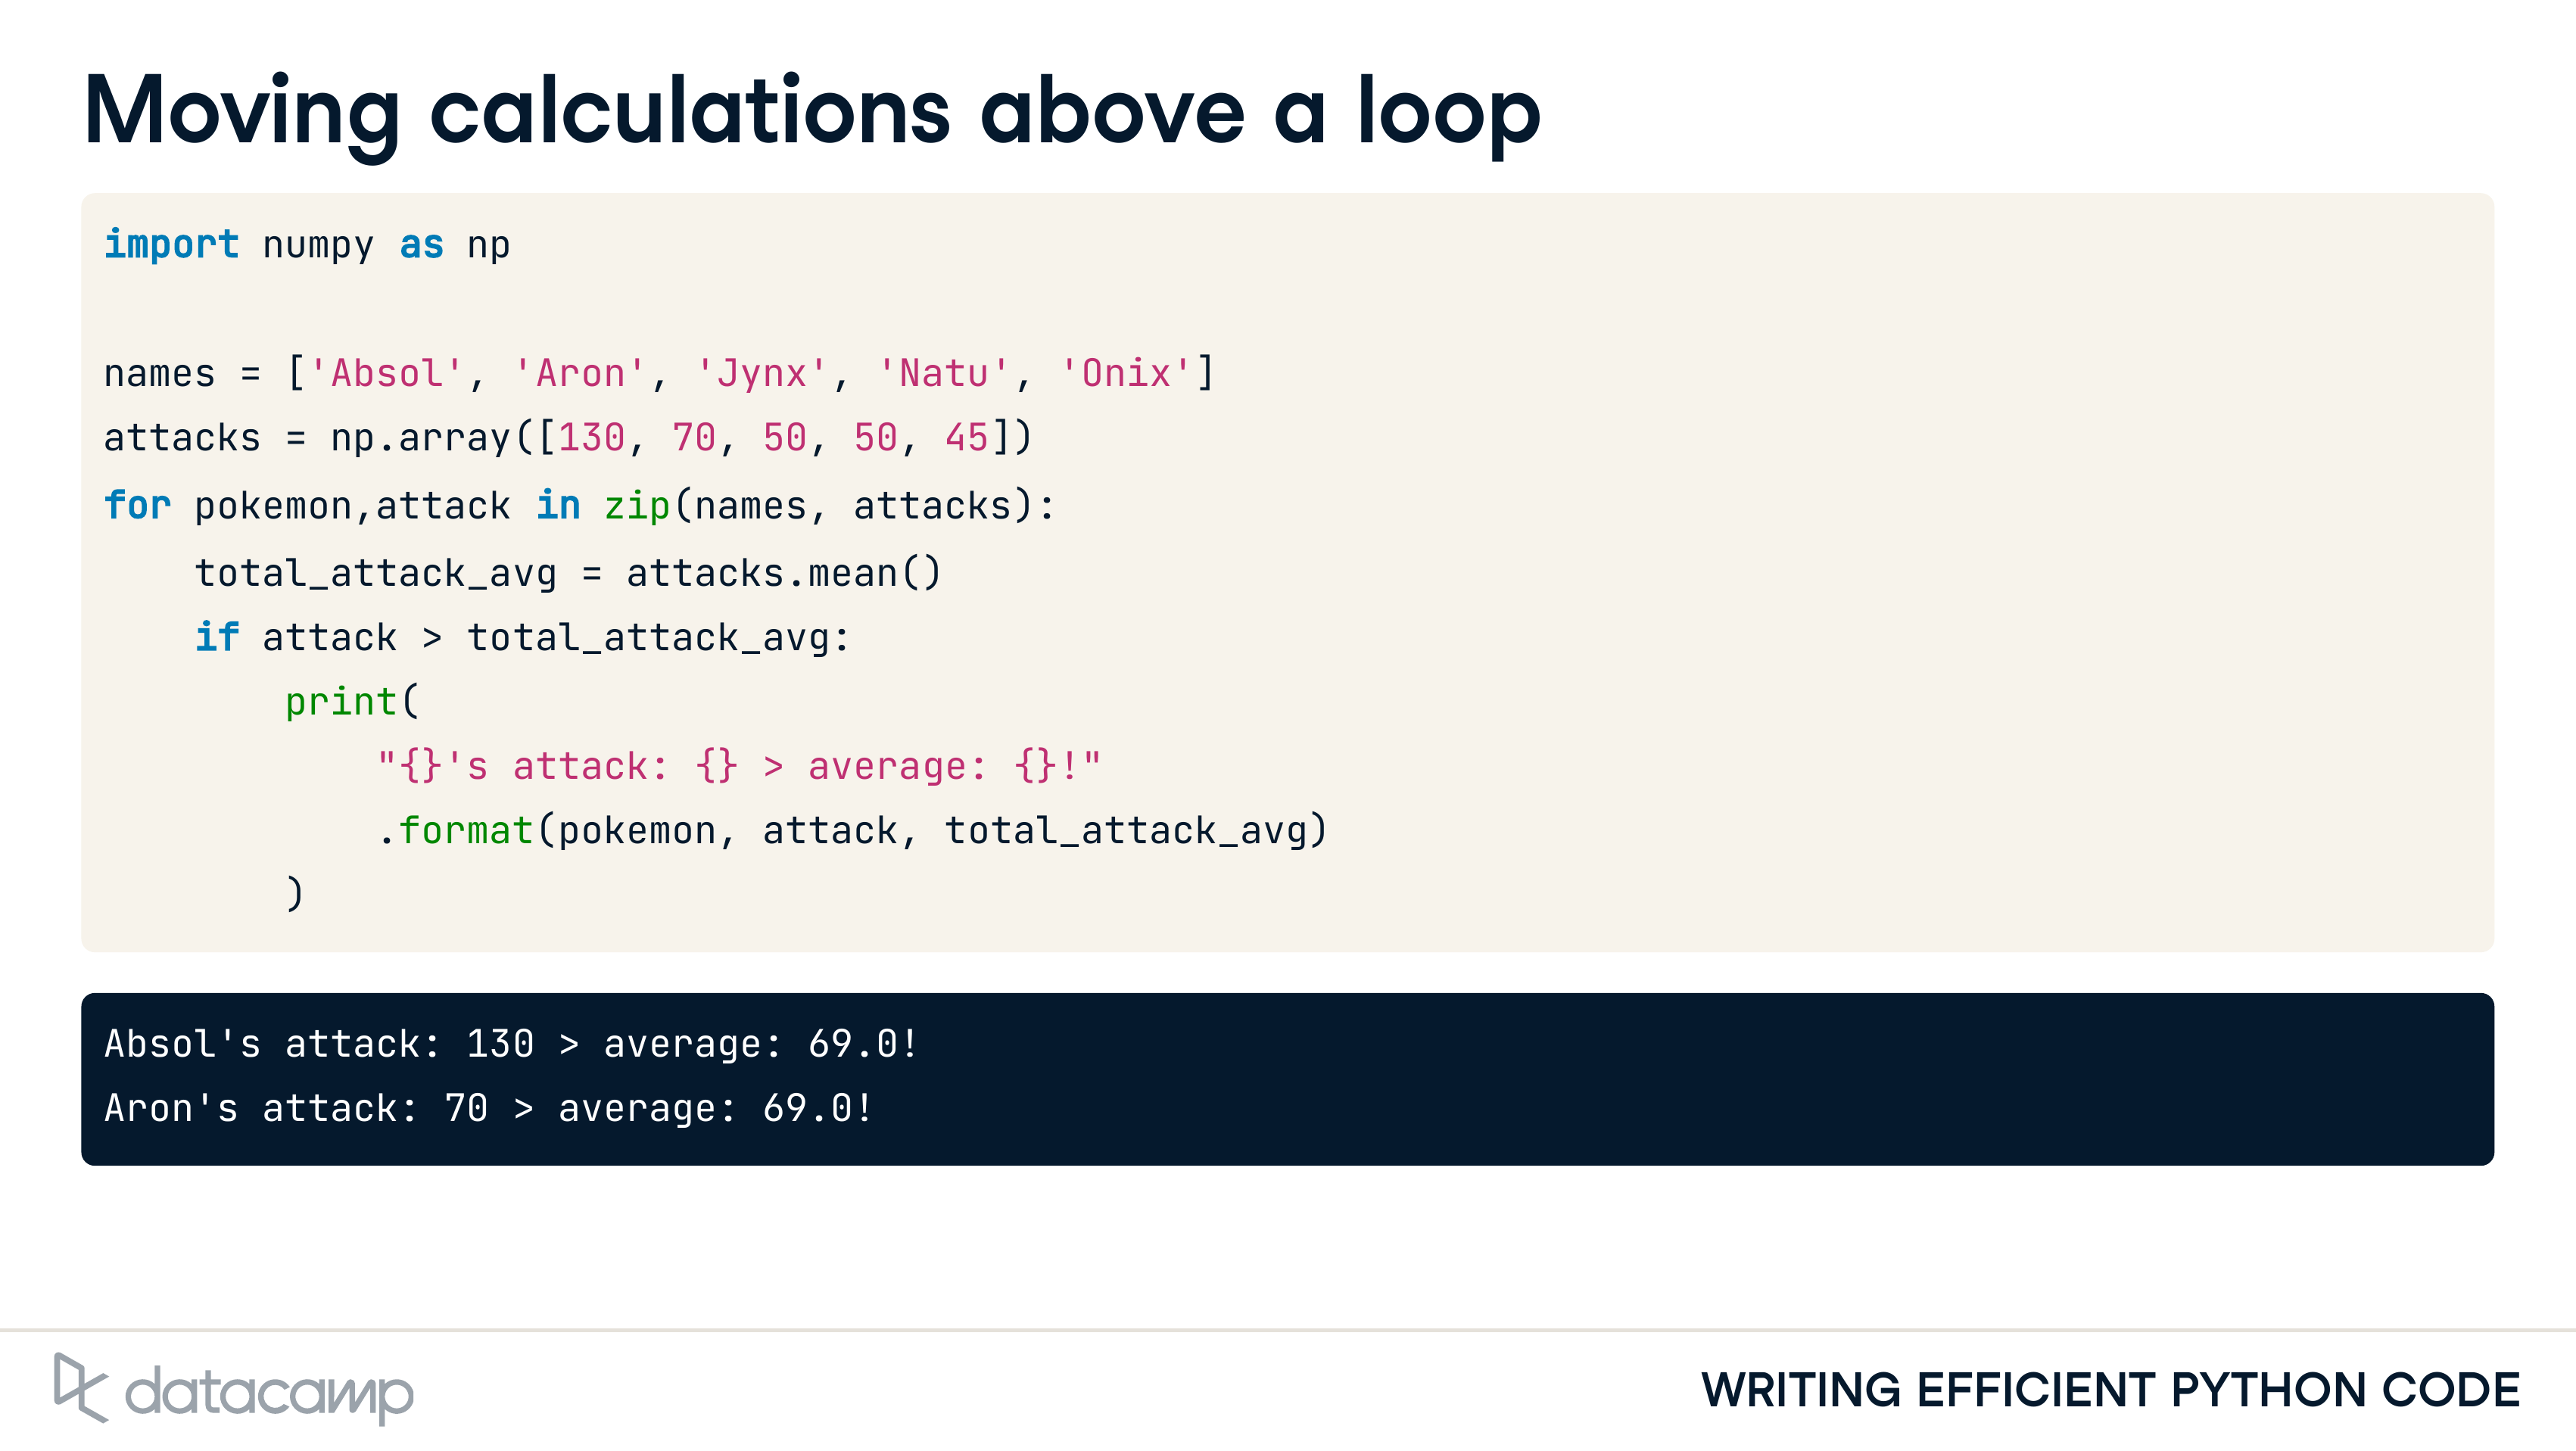 Moving calculations above a loop
import numpy as np
names = ['Absol', 'Aron', 'Jynx', 'Natu', 'Onix']
attacks = np.array([130, 70, 50, 50, 45])
for pokemon,attack in zip(names, attacks):
    total_attack_avg = attacks.mean()
    if attack > total_attack_avg:
        print(
            "{}'s attack: {} > average: {}!"
            .format(pokemon, attack, total_attack_avg)
        )
Absol's attack: 130 > average: 69.0!
Aron's attack: 70 > average: 69.0!
datacamp
WRITING EFFICIENT PYTHON CODE